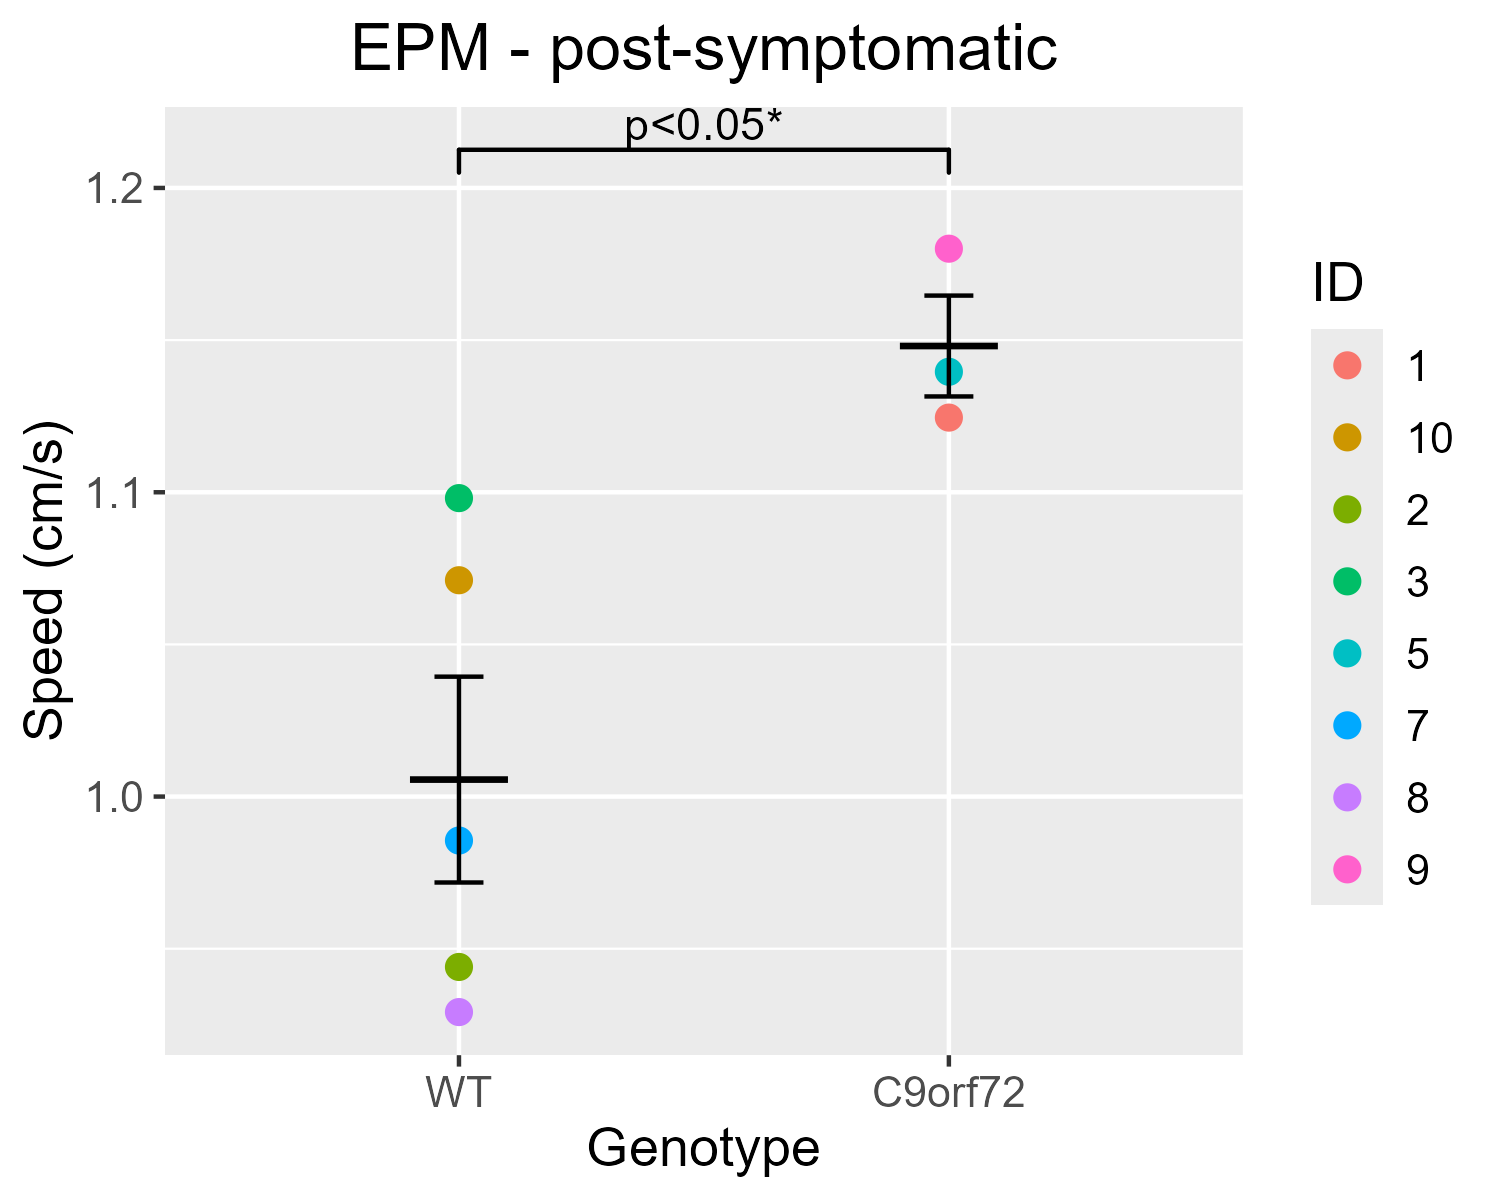 EPM - post-symptomatic
p<0.05*
1.2
1.1
1.0
Speed (cm/s)
WT
C9orf72
Genotype
ID
1
10
2
3
5
7
8
9